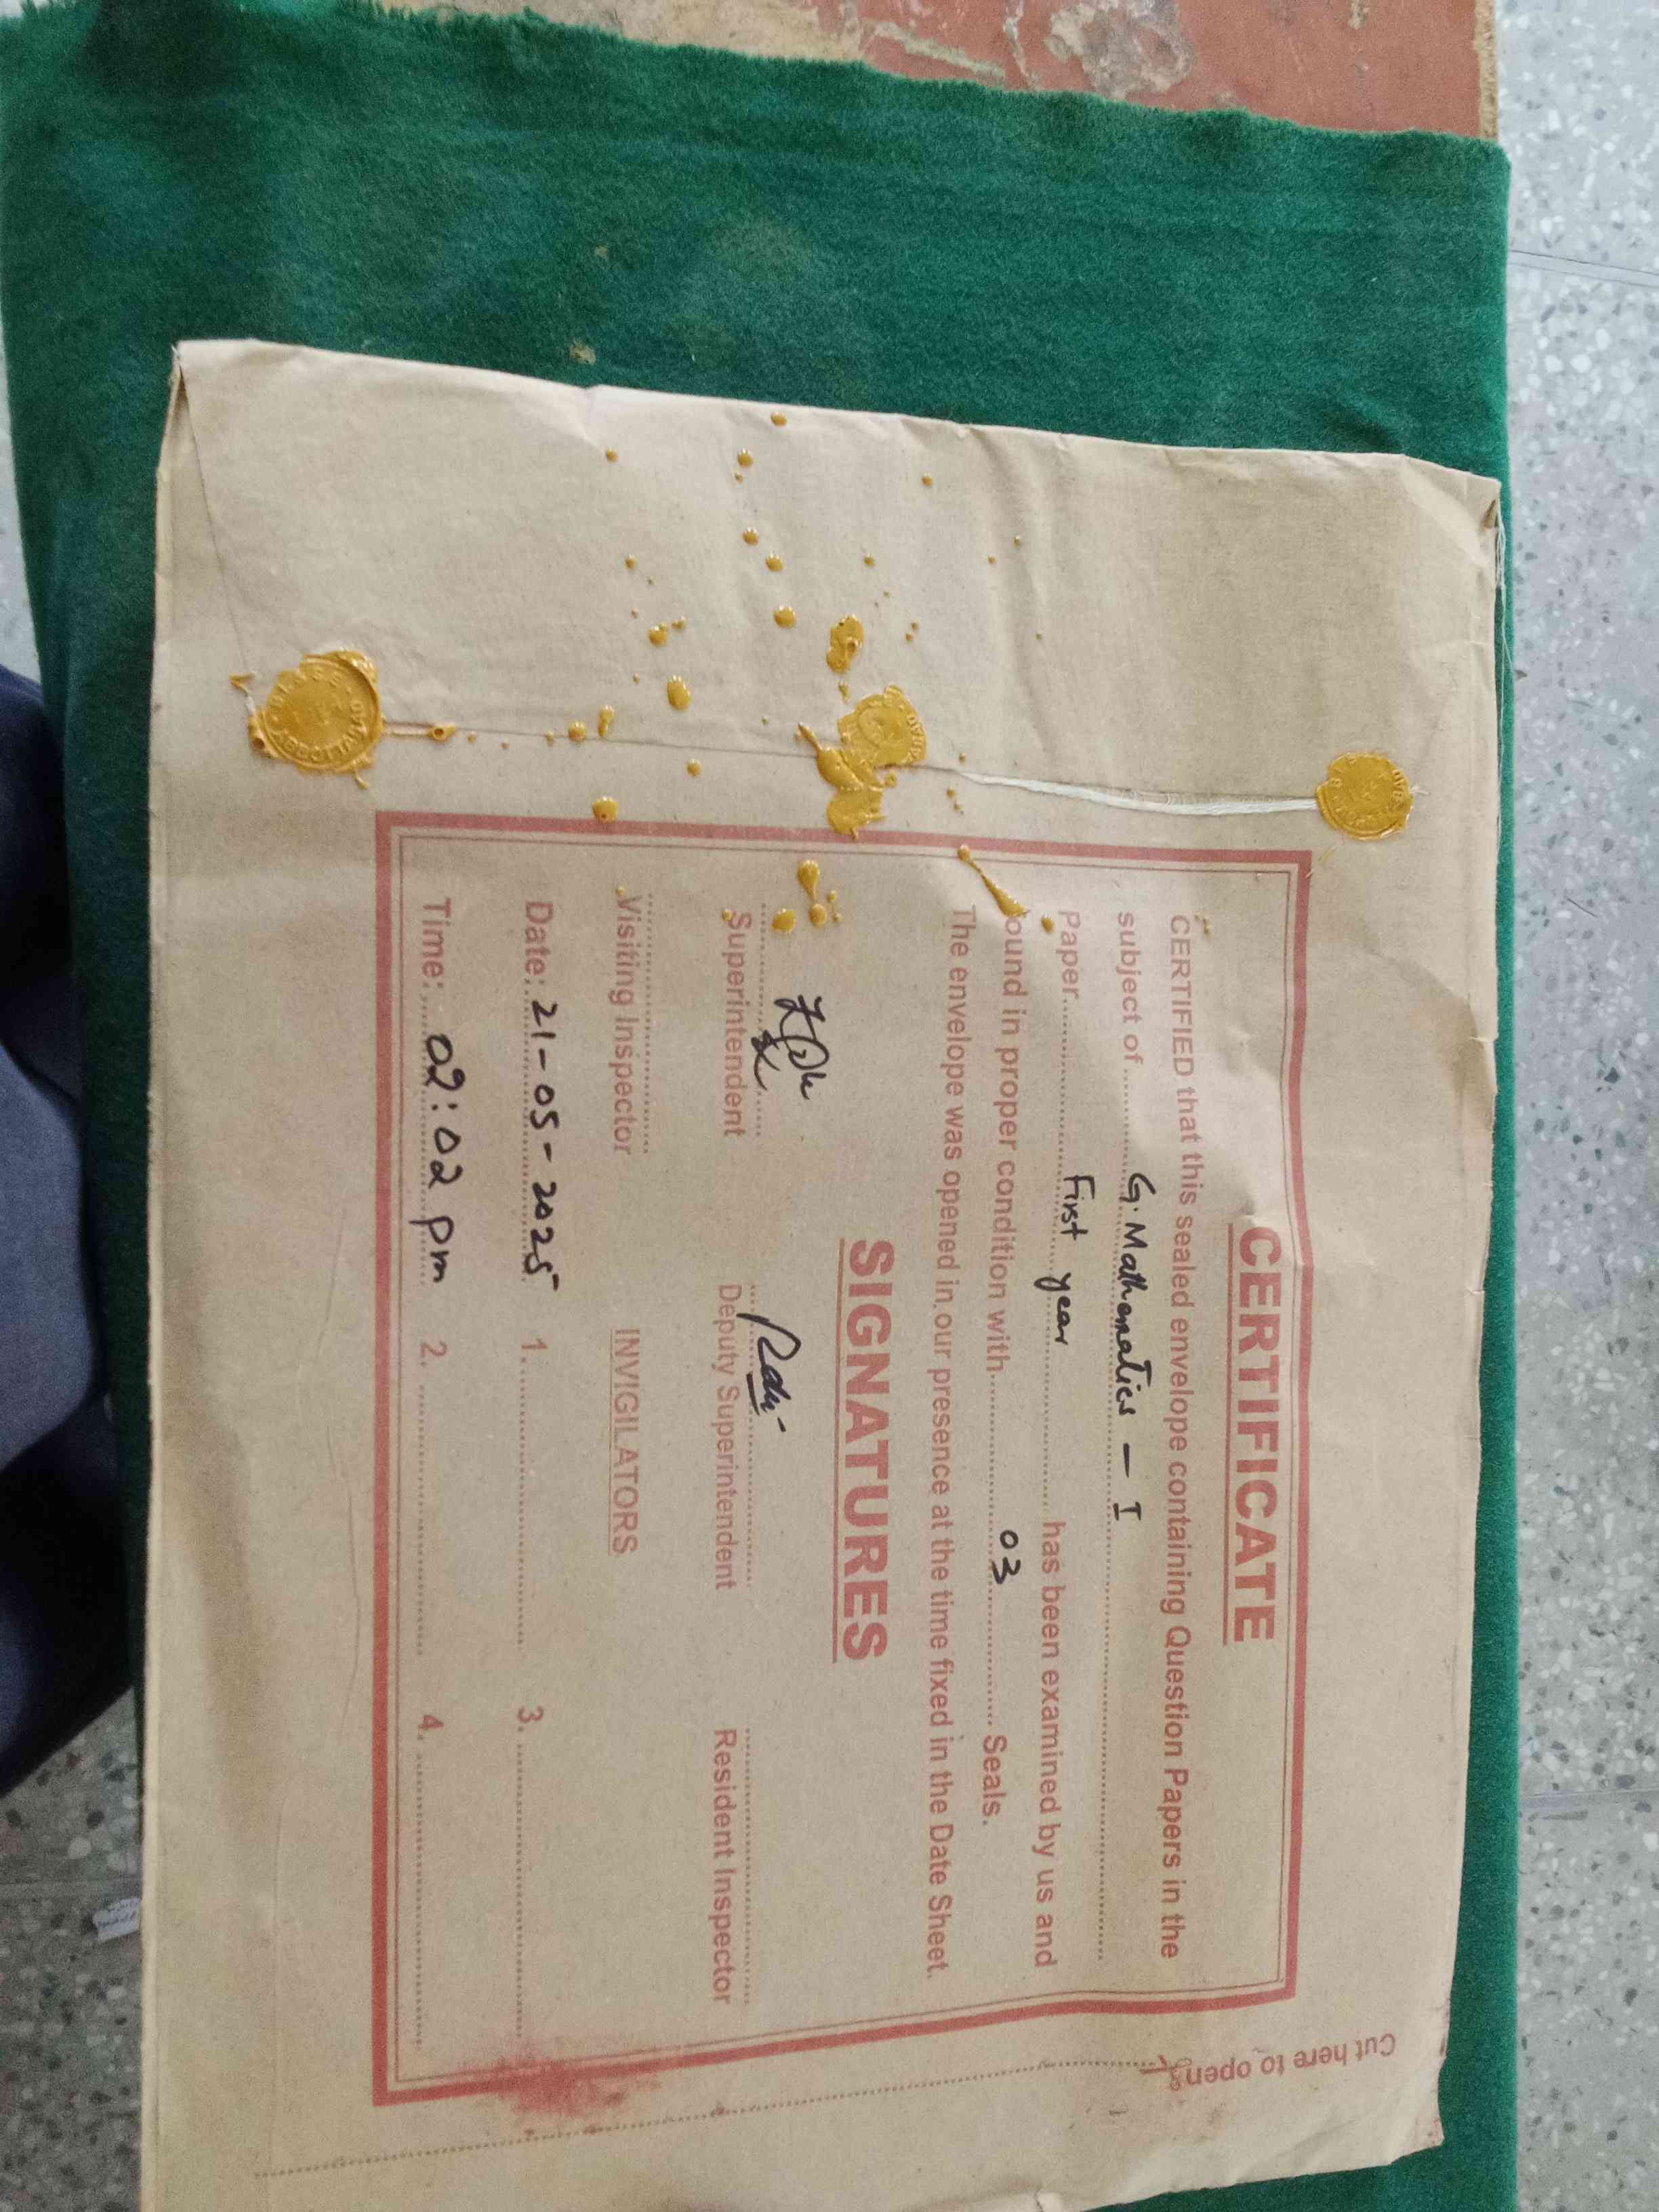 CERTIFICATE
CERTIFIED that this sealed envelope containing Question Papers in the
subject of .......... G. Mathematics - I ..........
Paper.......... First year .......... has been examined by us and
ound in proper condition with.......... 03 .......... Seals.
The envelope was opened in our presence at the time fixed in the Date Sheet.
SIGNATURES
Superintendent Deputy Superintendent Resident Inspector
Visiting Inspector INVIGILATORS
Date: 21-05-2025 1. .......... 3. ..........
Time: 02:02 pm 2. .......... 4. ..........
Cut here to open